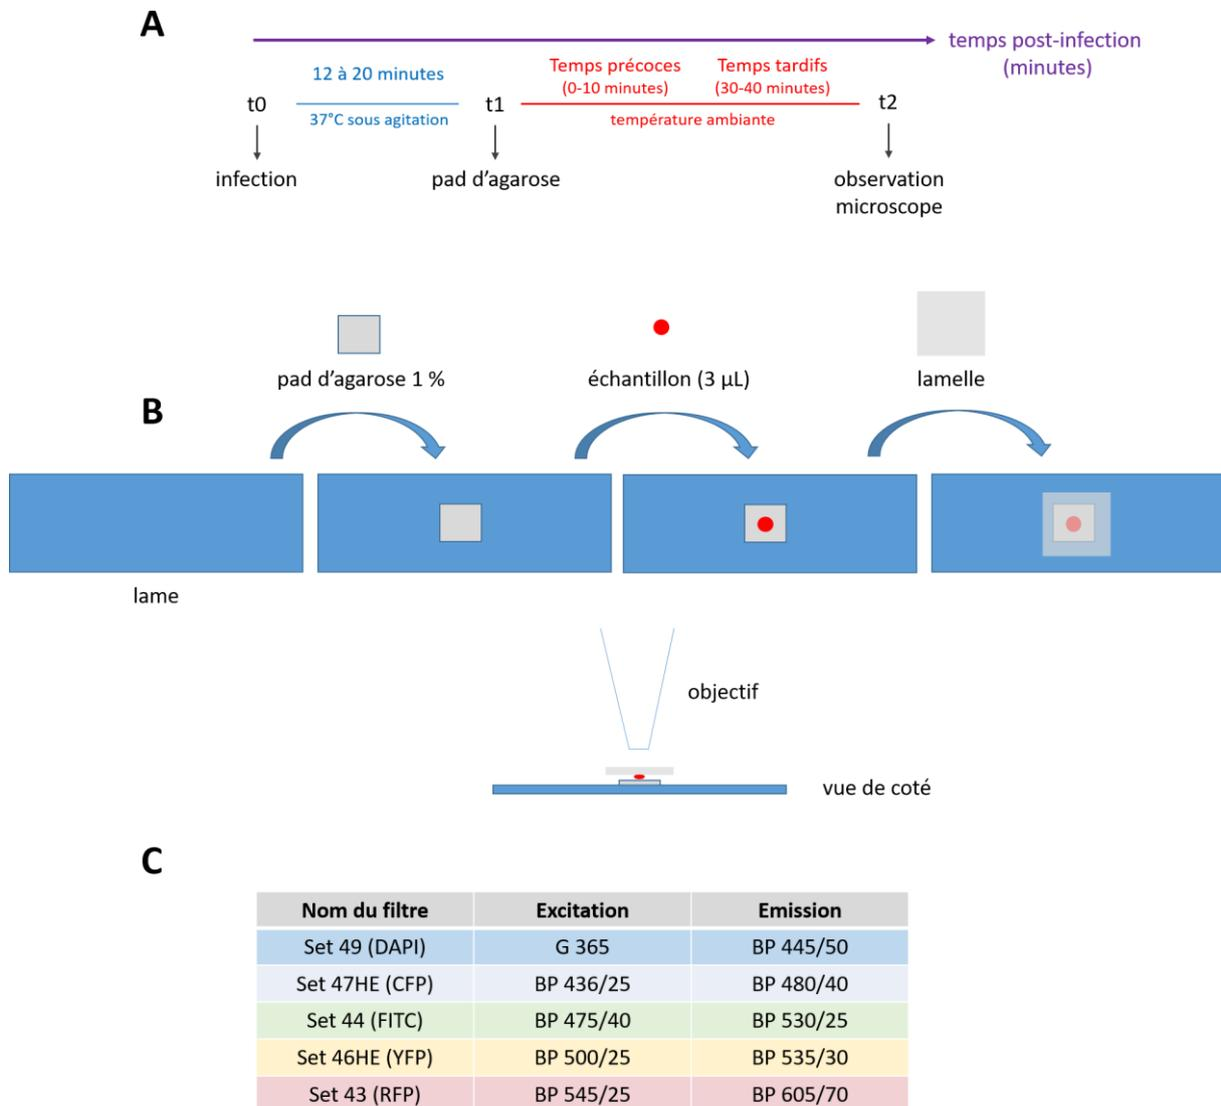 A
temps post-infection
(minutes)
12 à 20 minutes
Temps précoces
(0-10 minutes)
Temps tardifs
(30-40 minutes)
t0
t1
t2
37°C sous agitation
température ambiante
infection
pad d’agarose
observation
microscope
pad d’agarose 1 %
échantillon (3 µL)
lamelle
B
lame
objectif
vue de coté
C
Nom du filtre Excitation Emission
Set 49 (DAPI) G 365 BP 445/50
Set 47HE (CFP) BP 436/25 BP 480/40
Set 44 (FITC) BP 475/40 BP 530/25
Set 46HE (YFP) BP 500/25 BP 535/30
Set 43 (RFP) BP 545/25 BP 605/70